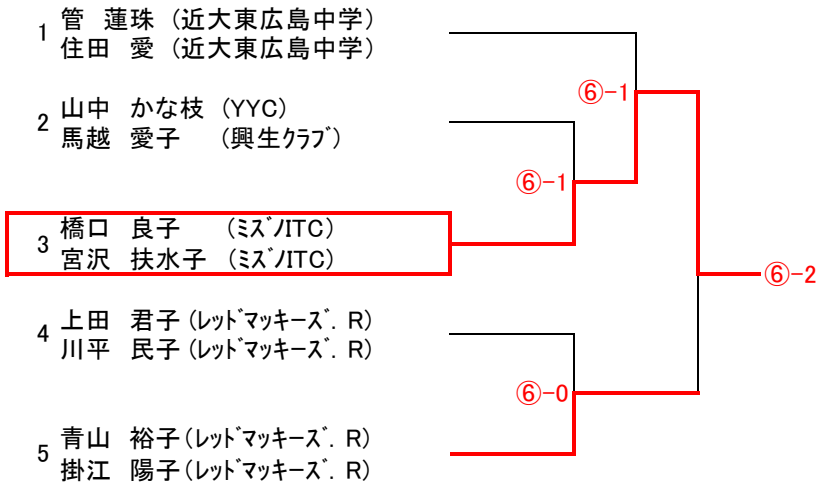 1 管 蓮珠 (近大東広島中学)
住田 愛 (近大東広島中学)
⑥-1
2 山中 かな枝 (YYC)
馬越 愛子 (興生ｸﾗﾌﾞ)
⑥-1
3 橋口 良子 (ﾐｽﾞﾉITC)
宮沢 扶水子 (ﾐｽﾞﾉITC)
⑥-2
4 上田 君子(ﾚｯﾄﾞﾏｯｷｰｽﾞ. R)
川平 民子(ﾚｯﾄﾞﾏｯｷｰｽﾞ. R)
⑥-0
5 青山 裕子(ﾚｯﾄﾞﾏｯｷｰｽﾞ. R)
掛江 陽子(ﾚｯﾄﾞﾏｯｷｰｽﾞ. R)